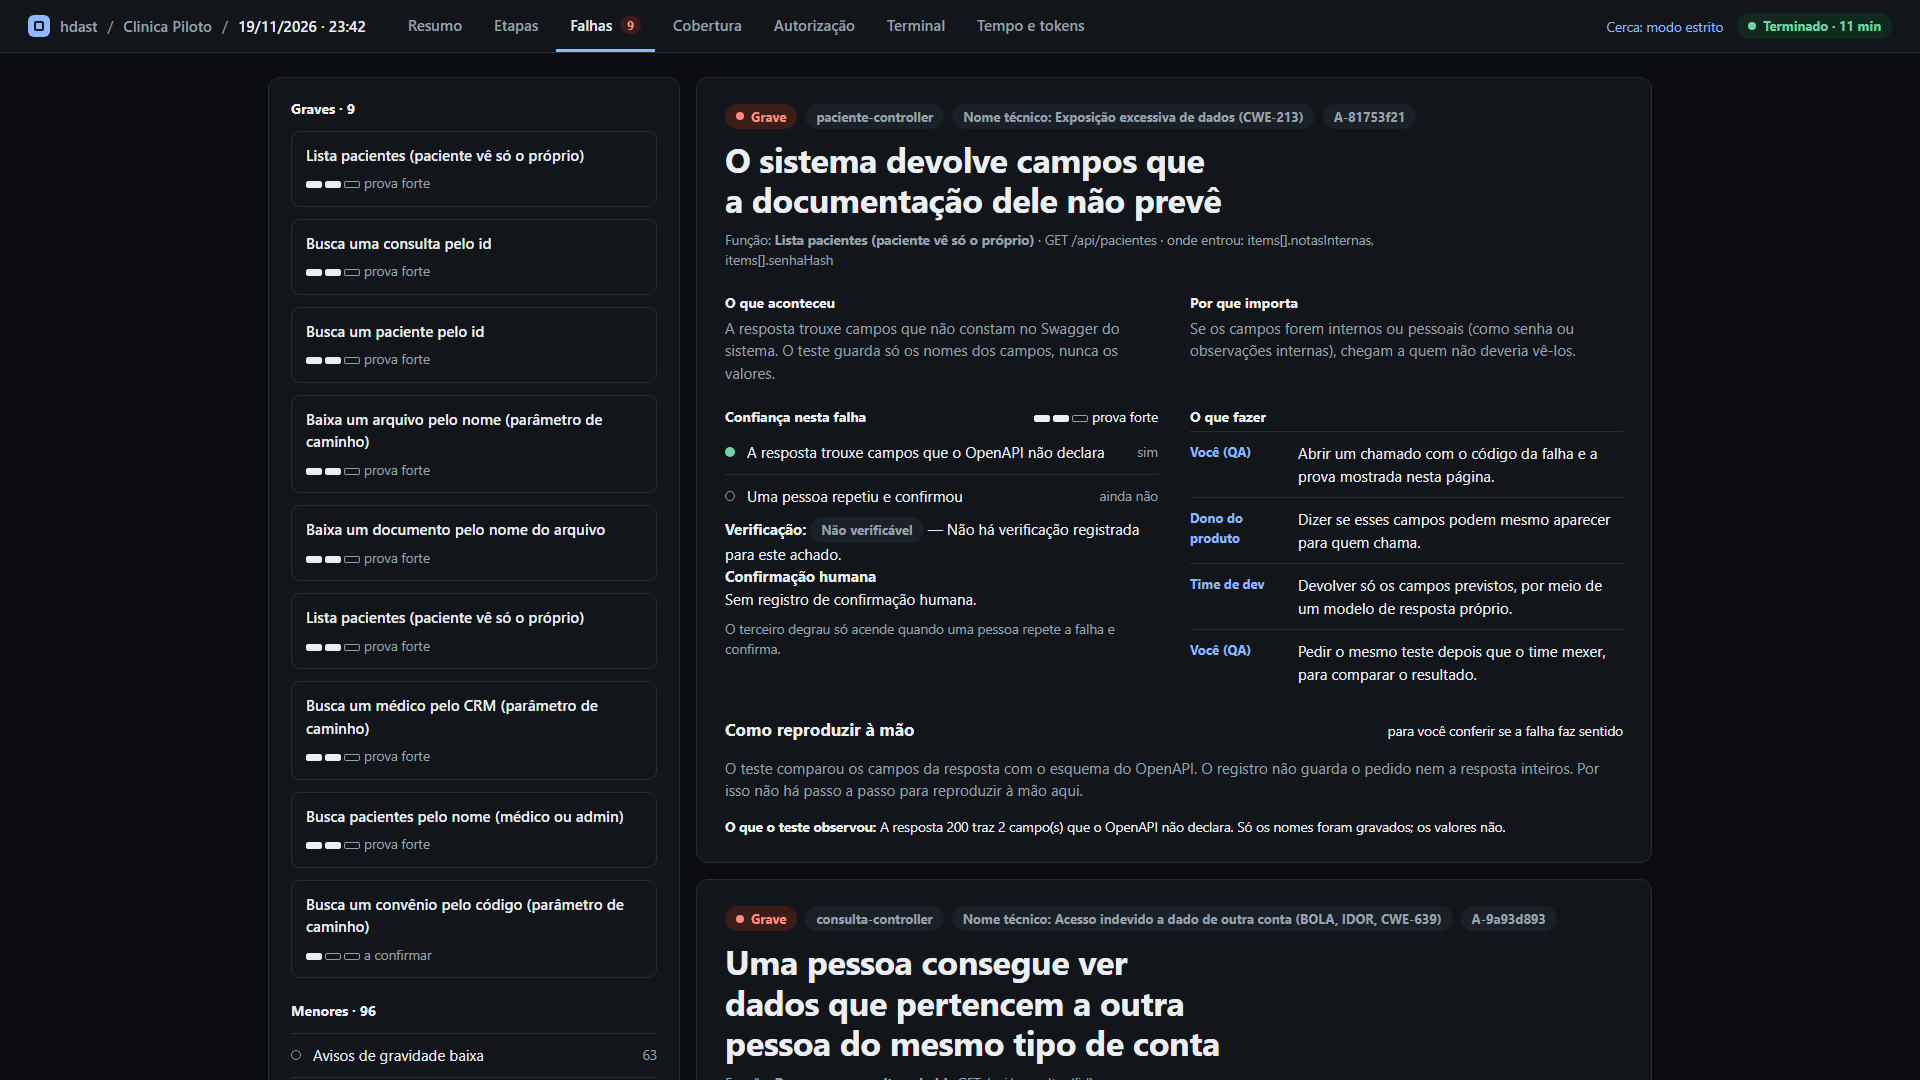 hdast / Clinica Piloto / 19/11/2026 · 23:42
Resumo
Etapas
Falhas 9
Cobertura
Autorização
Terminal
Tempo e tokens
Cerca: modo estrito
Terminado · 11 min
Graves · 9
Lista pacientes (paciente vê só o próprio)
prova forte
Busca uma consulta pelo id
prova forte
Busca um paciente pelo id
prova forte
Baixa um arquivo pelo nome (parâmetro de
caminho)
prova forte
Baixa um documento pelo nome do arquivo
prova forte
Lista pacientes (paciente vê só o próprio)
prova forte
Busca um médico pelo CRM (parâmetro de
caminho)
prova forte
Busca pacientes pelo nome (médico ou admin)
prova forte
Busca um convênio pelo código (parâmetro de
caminho)
a confirmar
Menores · 96
Avisos de gravidade baixa 63
Grave paciente-controller Nome técnico: Exposição excessiva de dados (CWE-213) A-81753f21
O sistema devolve campos que
a documentação dele não prevê
Função: Lista pacientes (paciente vê só o próprio) · GET /api/pacientes · onde entrou: items[].notasInternas,
items[].senhaHash
O que aconteceu
A resposta trouxe campos que não constam no Swagger do
sistema. O teste guarda só os nomes dos campos, nunca os
valores.
Por que importa
Se os campos forem internos ou pessoais (como senha ou
observações internas), chegam a quem não deveria vê-los.
Confiança nesta falha prova forte
A resposta trouxe campos que o OpenAPI não declara sim
Uma pessoa repetiu e confirmou ainda não
Verificação: Não verificável — Não há verificação registrada
para este achado.
Confirmação humana
Sem registro de confirmação humana.
O terceiro degrau só acende quando uma pessoa repete a falha e
confirma.
O que fazer
Você (QA) Abrir um chamado com o código da falha e a
prova mostrada nesta página.
Dono do
produto
Dizer se esses campos podem mesmo aparecer
para quem chama.
Time de dev Devolver só os campos previstos, por meio de
um modelo de resposta próprio.
Você (QA) Pedir o mesmo teste depois que o time mexer,
para comparar o resultado.
Como reproduzir à mão para você conferir se a falha faz sentido
O teste comparou os campos da resposta com o esquema do OpenAPI. O registro não guarda o pedido nem a resposta inteiros. Por
isso não há passo a passo para reproduzir à mão aqui.
O que o teste observou: A resposta 200 traz 2 campo(s) que o OpenAPI não declara. Só os nomes foram gravados; os valores não.
Grave consulta-controller Nome técnico: Acesso indevido a dado de outra conta (BOLA, IDOR, CWE-639) A-9a93d893
Uma pessoa consegue ver
dados que pertencem a outra
pessoa do mesmo tipo de conta